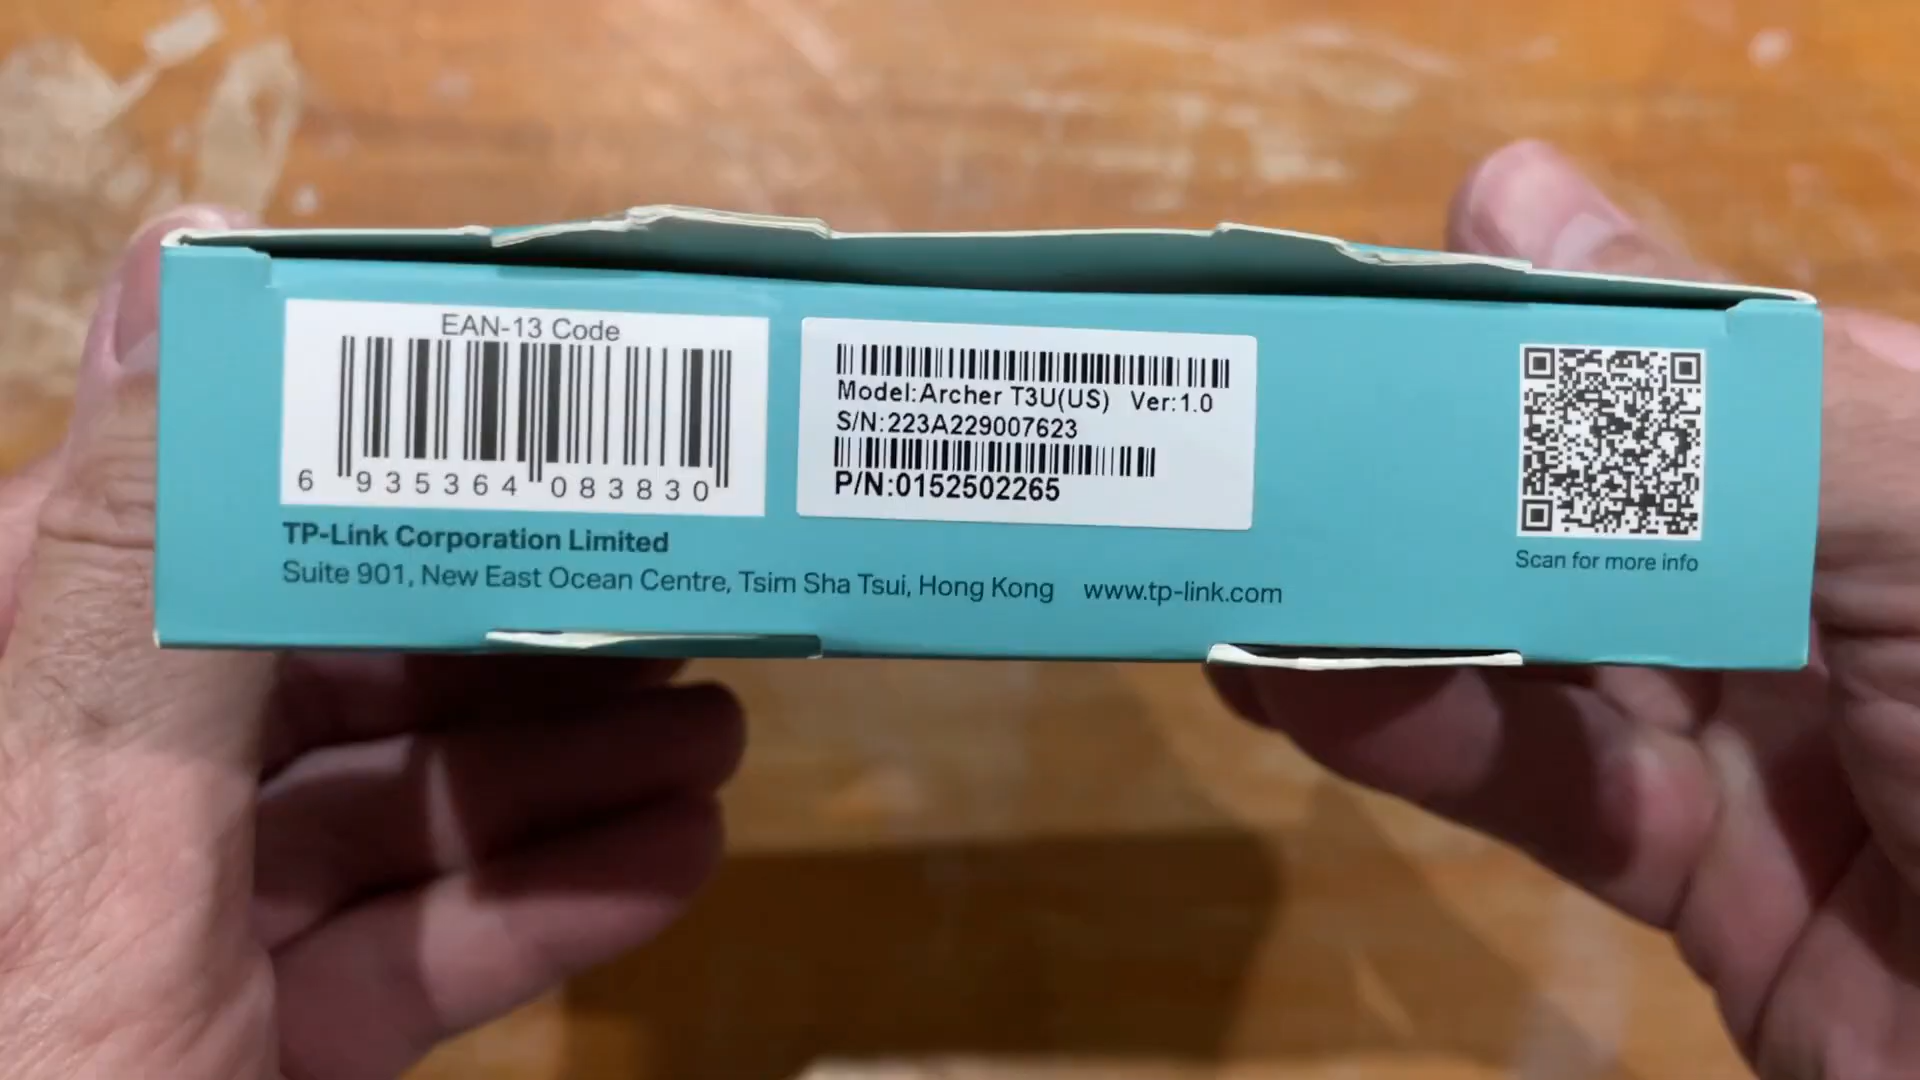 EAN-13 Code
6 935364 083830
Model:Archer T3U(US) Ver:1.0
S/N:223A229007623
P/N:0152502265
TP-Link Corporation Limited
Suite 901, New East Ocean Centre, Tsim Sha Tsui, Hong Kong www.tp-link.com
Scan for more info